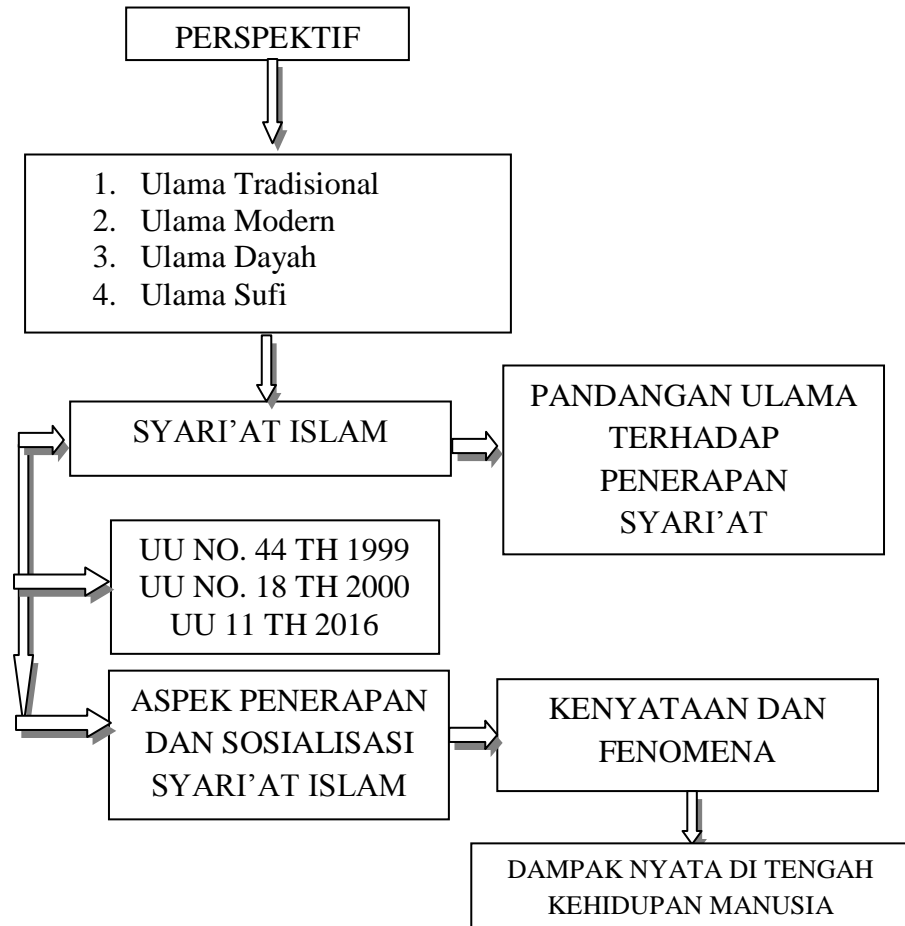 PERSPEKTIF
1. Ulama Tradisional
2. Ulama Modern
3. Ulama Dayah
4. Ulama Sufi
SYARI’AT ISLAM
PANDANGAN ULAMA
TERHADAP
PENERAPAN
SYARI’AT
UU NO. 44 TH 1999
UU NO. 18 TH 2000
UU 11 TH 2016
ASPEK PENERAPAN
DAN SOSIALISASI
SYARI’AT ISLAM
KENYATAAN DAN
FENOMENA
DAMPAK NYATA DI TENGAH
KEHIDUPAN MANUSIA